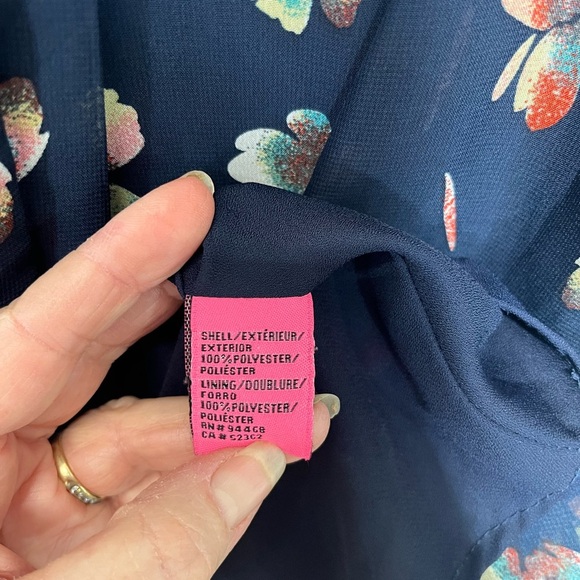 SHELL/EXTÉRIEUR/
EXTERIOR
100%POLYESTER/
POLIÉSTER
LINING/DOUBLURE/
FORRO
100%POLYESTER/
POLIÉSTER
RN# 94468
CA# 52362